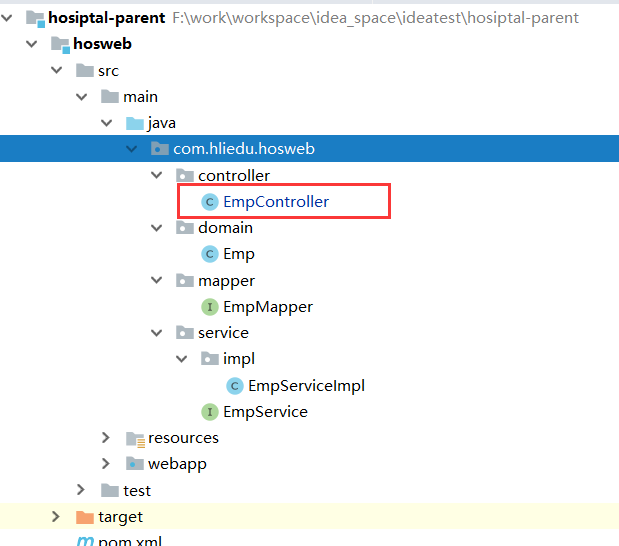 hosiptal-parent F:\work\workspace\idea_space\ideatest\hosiptal-parent
hosweb
src
main
java
com.hliedu.hosweb
controller
C EmpController
domain
C Emp
mapper
I EmpMapper
service
impl
C EmpServiceImpl
I EmpService
resources
webapp
test
target
m pom.xml